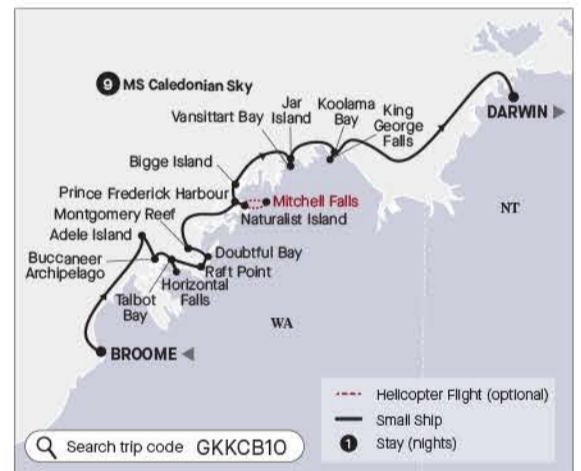 9 MS Caledonian Sky
Jar
Island
Koolama
Bay
King
George
Falls
Vansittart Bay
DARWIN
Bigge Island
Prince Frederick Harbour
Mitchell Falls
Naturalist Island
Montgomery Reef
Adele Island
NT
Buccaneer
Archipelago
Doubtful Bay
Raft Point
Horizontal
Falls
Talbot
Bay
WA
BROOME
Helicopter Flight (optional)
Small Ship
1 Stay (nights)
Search trip code GKKCB10